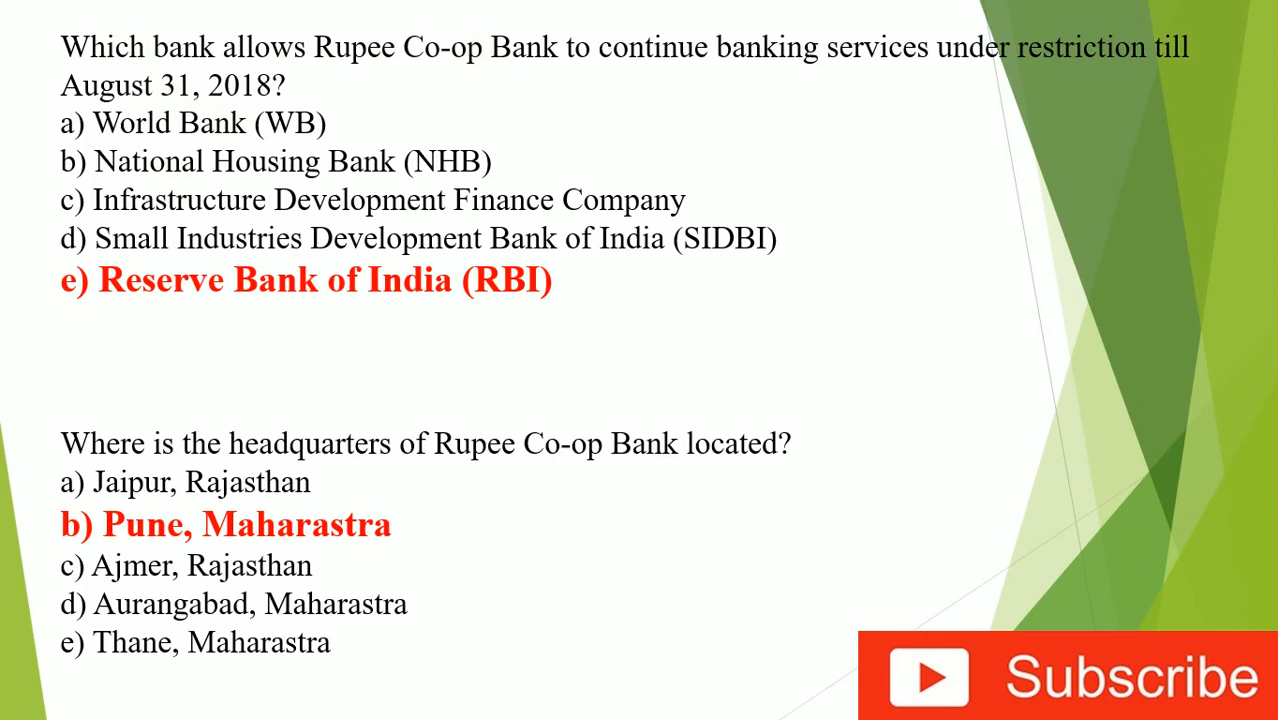 Which bank allows Rupee Co-op Bank to continue banking services under restriction till
August 31, 2018?
a) World Bank (WB)
b) National Housing Bank (NHB)
c) Infrastructure Development Finance Company
d) Small Industries Development Bank of India (SIDBI)
e) Reserve Bank of India (RBI)
Where is the headquarters of Rupee Co-op Bank located?
a) Jaipur, Rajasthan
b) Pune, Maharastra
c) Ajmer, Rajasthan
d) Aurangabad, Maharastra
e) Thane, Maharastra
Subscribe